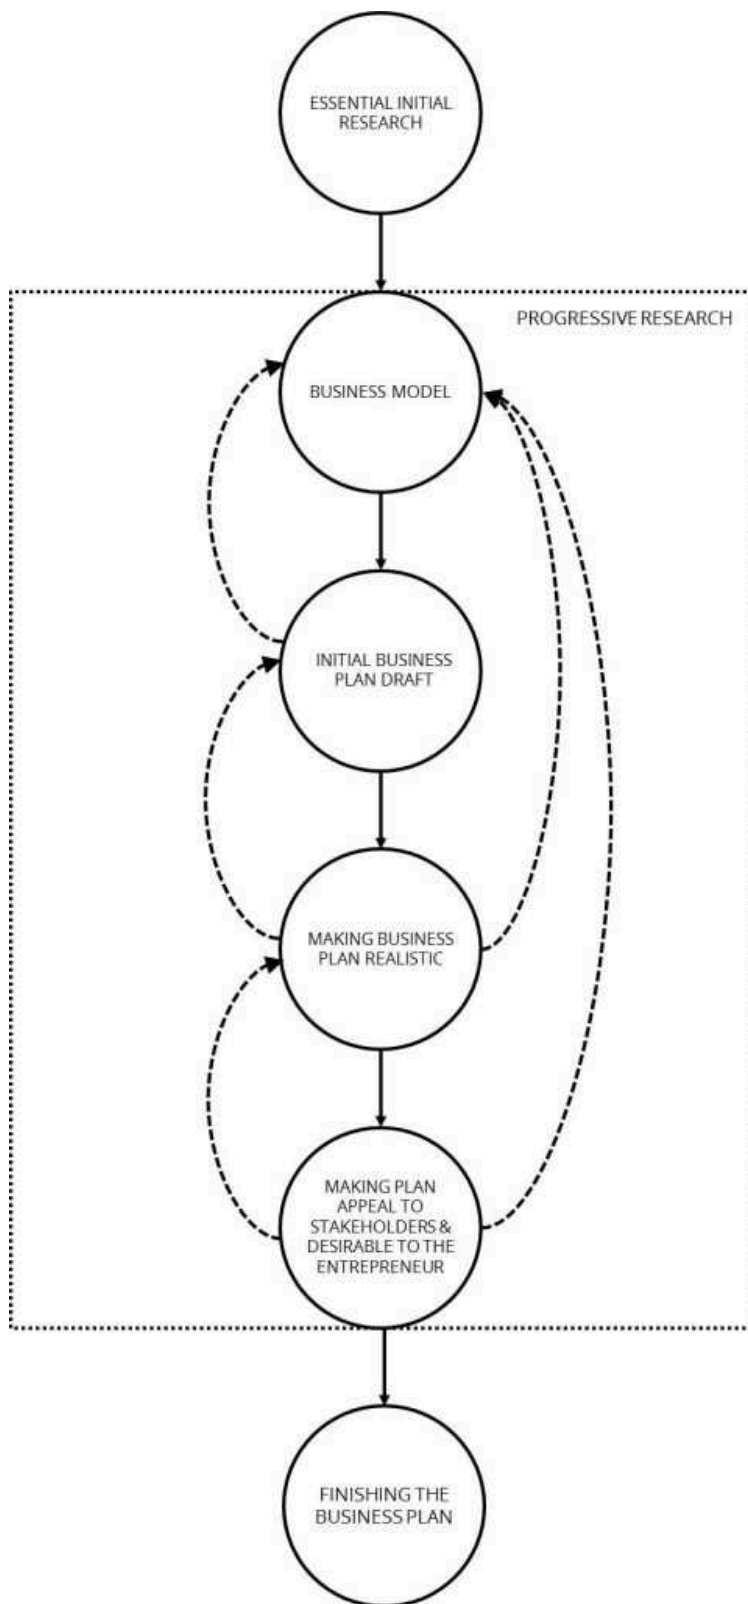 ESSENTIAL INITIAL
RESEARCH
PROGRESSIVE RESEARCH
BUSINESS MODEL
INITIAL BUSINESS
PLAN DRAFT
MAKING BUSINESS
PLAN REALISTIC
MAKING PLAN
APPEAL TO
STAKEHOLDERS &
DESIRABLE TO THE
ENTREPRENEUR
FINISHING THE
BUSINESS PLAN